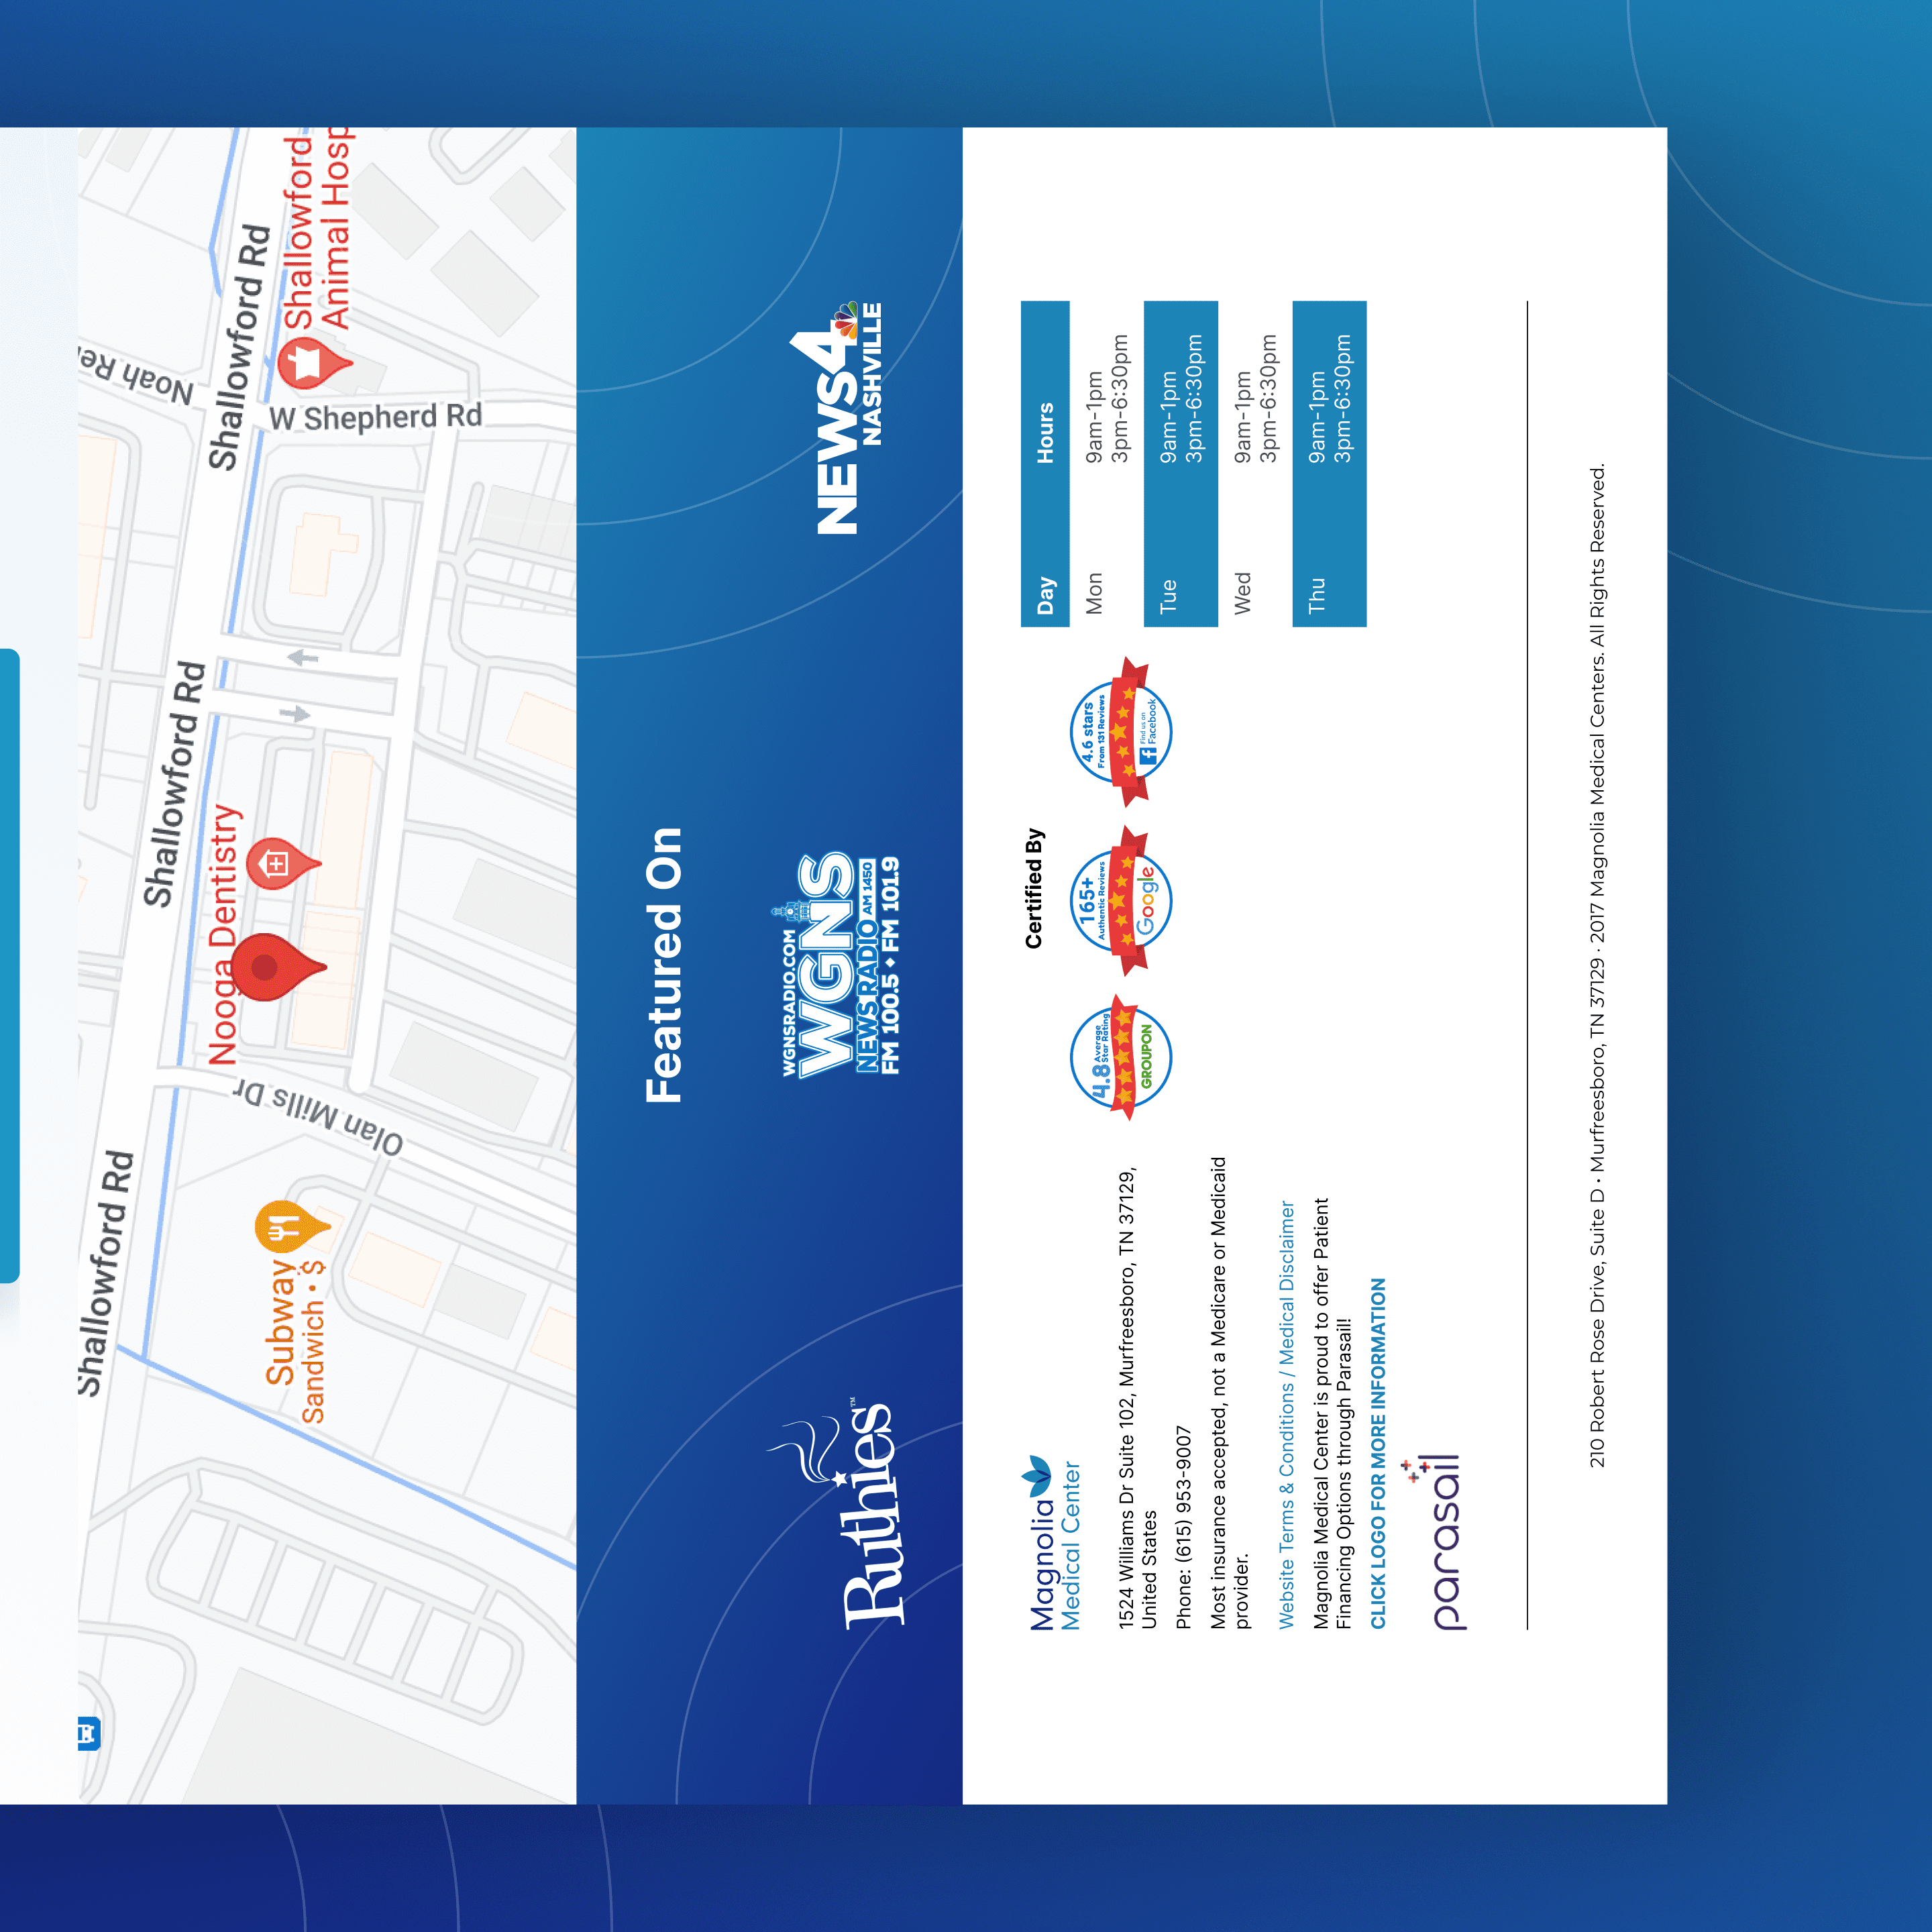 Shallowford Rd
Shallowford Rd
Shallowford Rd
Noah Re
Shallowford
Animal Hosp
W Shepherd Rd
Nooga Dentistry
Olan Mills Dr
Subway
Sandwich • $
Featured On
Ruthies™
WGNSRADIO.COM
WGNS
NEWS RADIO AM 1450
FM 100.5 ◆ FM 101.9
NEWS4
NASHVILLE
Magnolia
Medical Center
1524 Williams Dr Suite 102, Murfreesboro, TN 37129,
United States
Phone: (615) 953-9007
Most insurance accepted, not a Medicare or Medicaid
provider.
Website Terms & Conditions / Medical Disclaimer
Magnolia Medical Center is proud to offer Patient
Financing Options through Parasail!
CLICK LOGO FOR MORE INFORMATION
parasail
Certified By
4.8 Average
Star Rating
GROUPON
165+
Authentic Reviews
Google
4.6 stars
From 131 Reviews
Find us on
Facebook
Day Hours
Mon 9am-1pm
3pm-6:30pm
Tue 9am-1pm
3pm-6:30pm
Wed 9am-1pm
3pm-6:30pm
Thu 9am-1pm
3pm-6:30pm
210 Robert Rose Drive, Suite D • Murfreesboro, TN 37129 · 2017 Magnolia Medical Centers. All Rights Reserved.